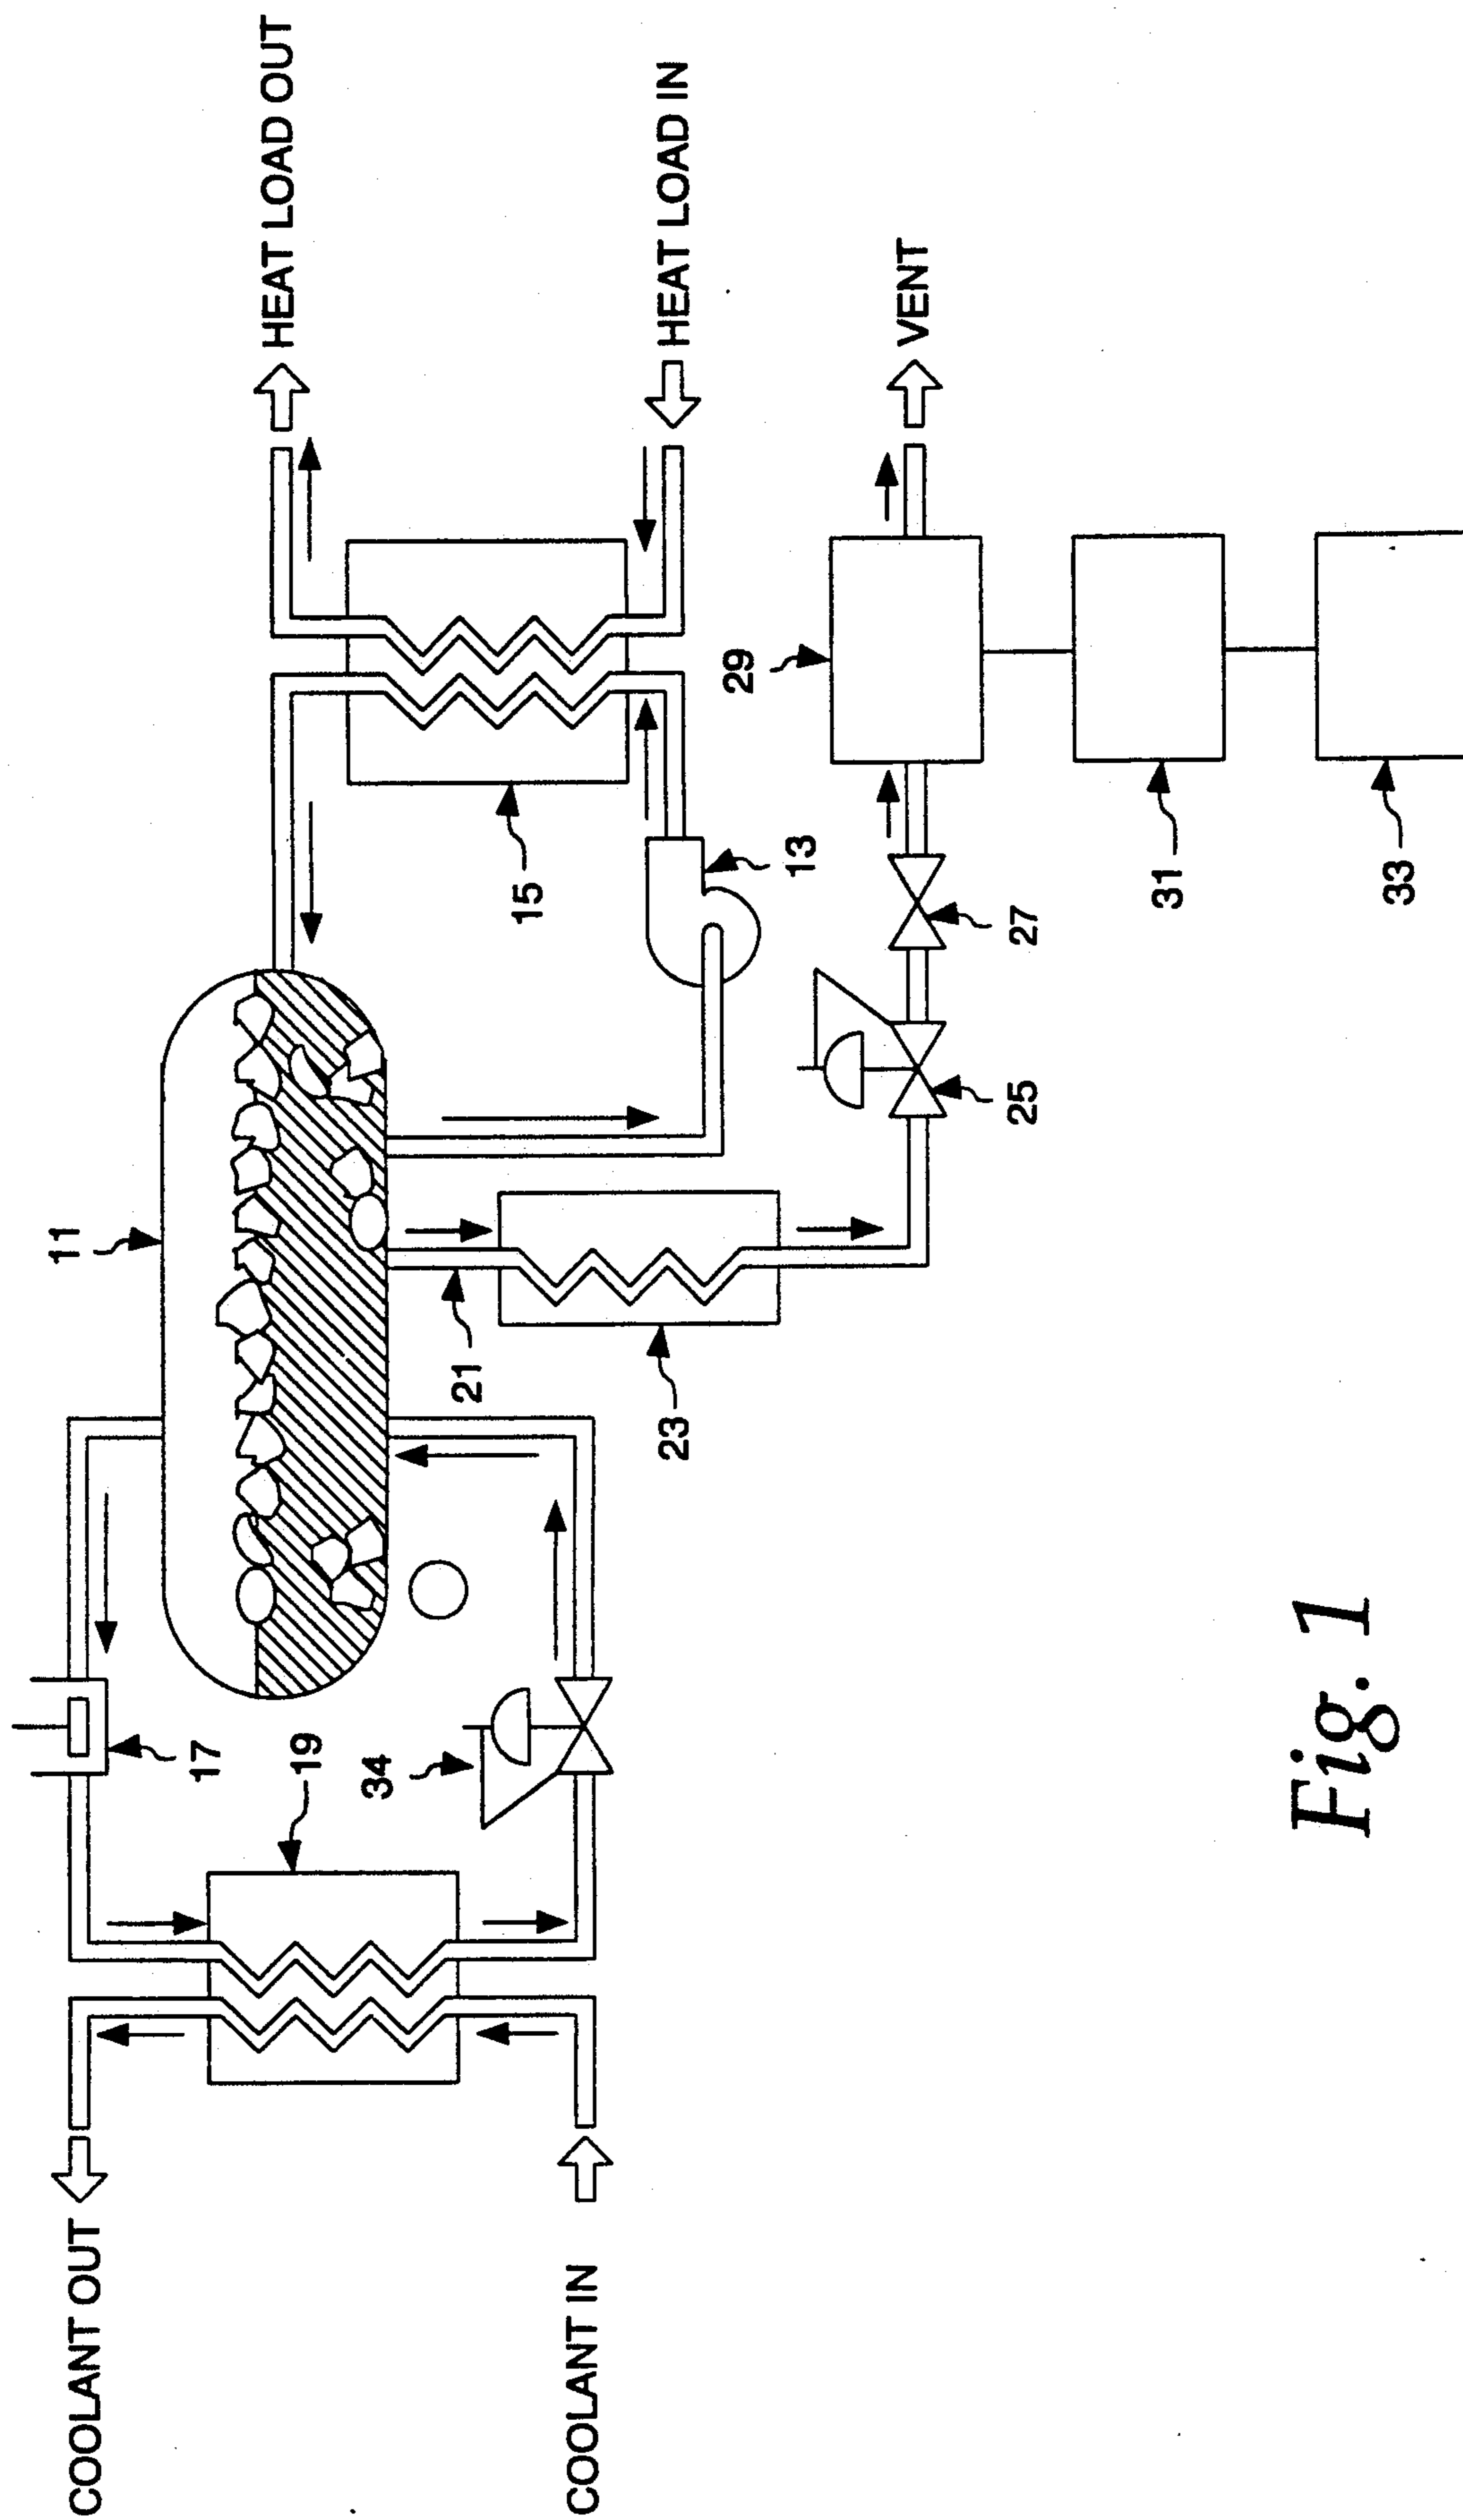 COOLANT OUT
COOLANT IN
17
19
34
11
21
23
15
13
25
27
29
31
33
HEAT LOAD OUT
HEAT LOAD IN
VENT
Fig. 1